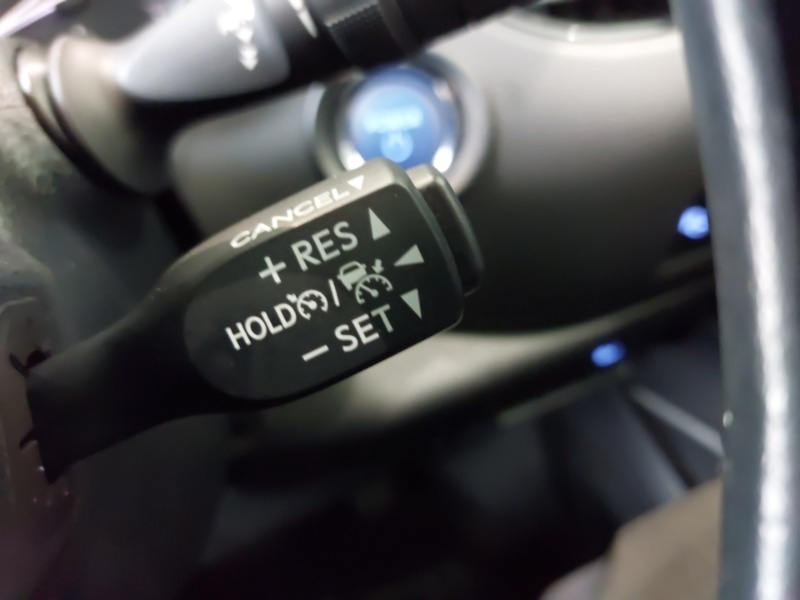 CANCEL▼
+ RES ▲
HOLD / ◀
− SET ▼